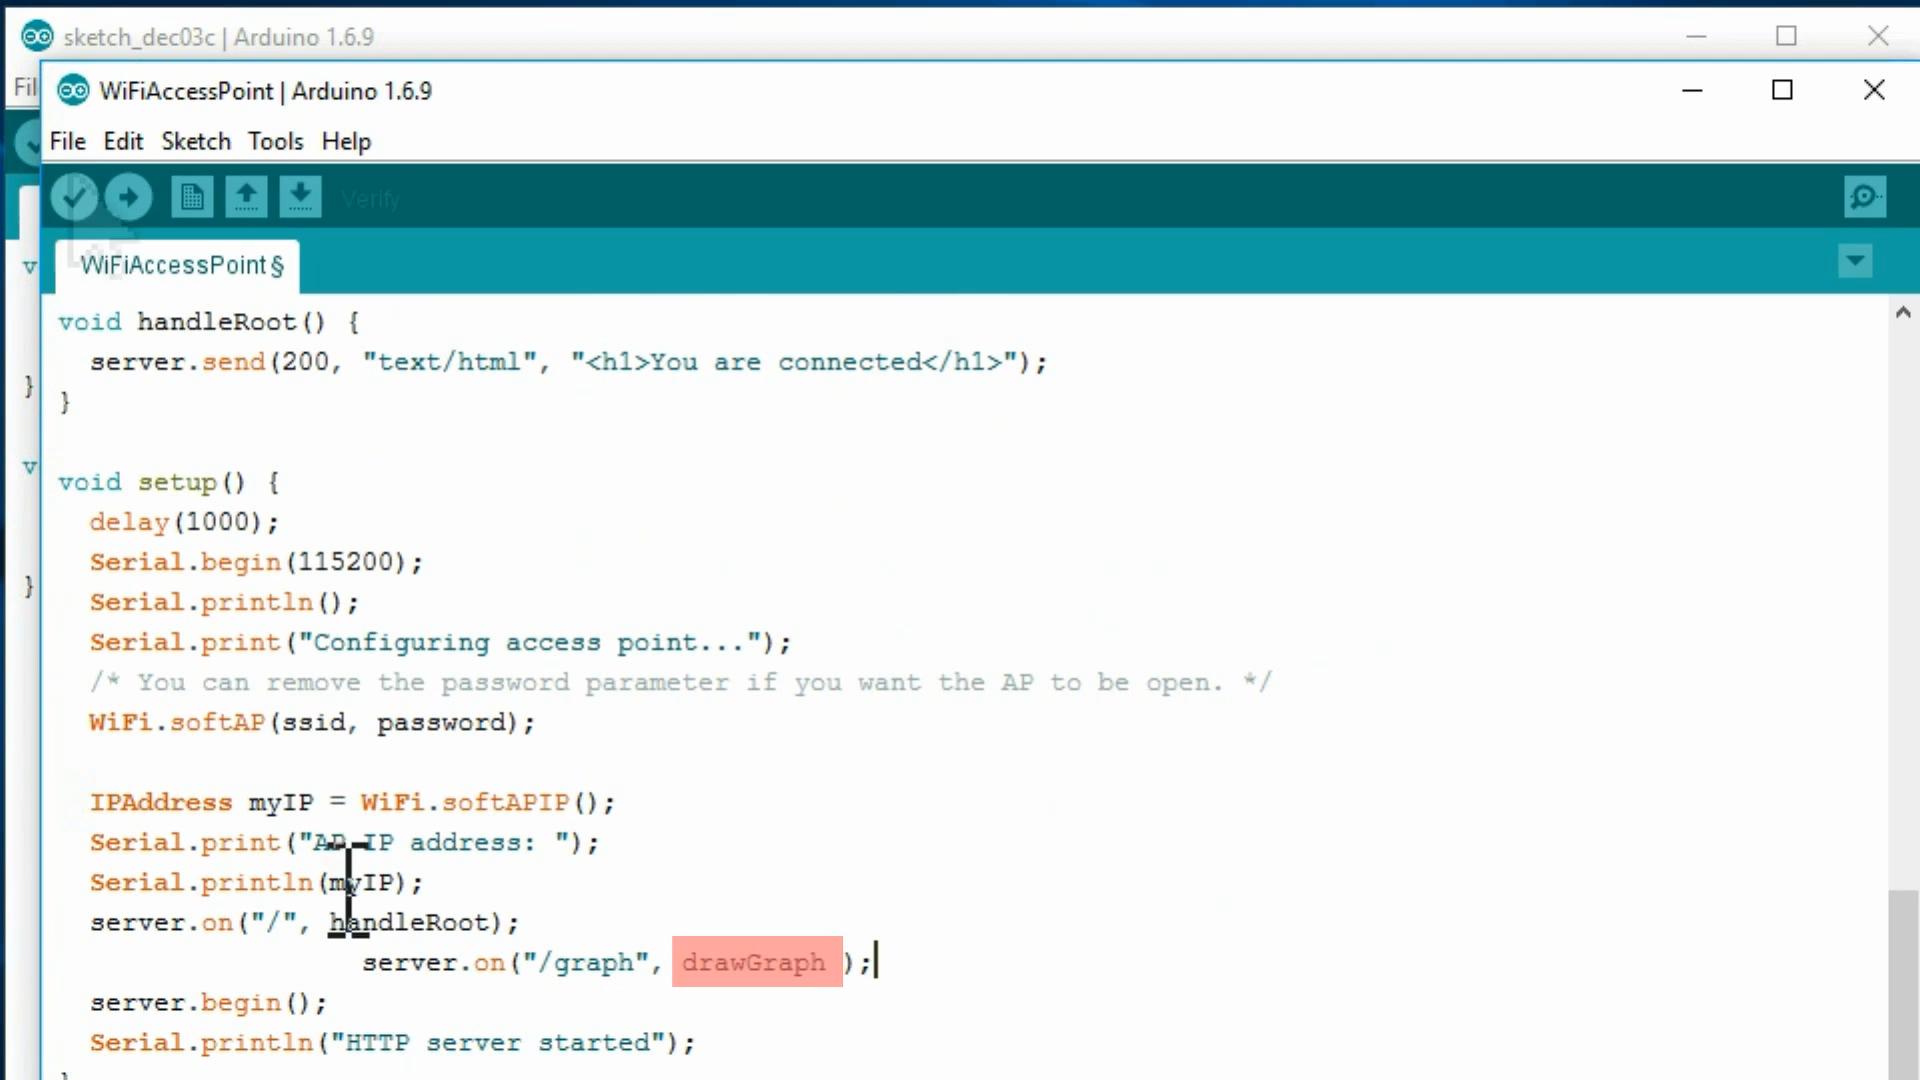 sketch_dec03c | Arduino 1.6.9
Fil
WiFiAccessPoint | Arduino 1.6.9
File Edit Sketch Tools Help
Verify
WiFiAccessPoint§
void handleRoot() {
  server.send(200, "text/html", "<h1>You are connected</h1>");
}
void setup() {
  delay(1000);
  Serial.begin(115200);
  Serial.println();
  Serial.print("Configuring access point...");
  /* You can remove the password parameter if you want the AP to be open. */
  WiFi.softAP(ssid, password);
  IPAddress myIP = WiFi.softAPIP();
  Serial.print("AP IP address: ");
  Serial.println(myIP);
  server.on("/", handleRoot);
                   server.on("/graph", drawGraph );
  server.begin();
  Serial.println("HTTP server started");
v
}
v
}